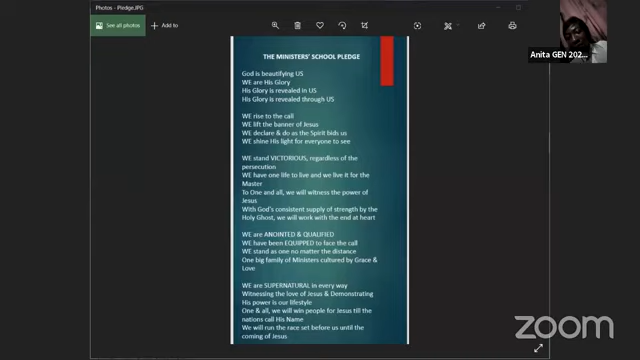 Photos - PledgeJPG
See all photos
Add to
Anita GEN 202...
THE MINISTERS' SCHOOL PLEDGE
God is beautifying US
WE are His Glory
His Glory is revealed in US
His Glory is revealed through US
WE rise to the call
WE lift the banner of Jesus
WE declare & do as the Spirit bids us
WE shine His light for everyone to see
WE stand VICTORIOUS, regardless of the
persecution
WE have one life to live and we live it for the
Master
To One and all, we will witness the power of
Jesus
With God's consistent supply of strength by the
Holy Ghost, we will work with the end at heart
WE are ANOINTED & QUALIFIED
WE have been EQUIPPED to face the call
WE stand as one no matter the distance
One big family of Ministers cultured by Grace &
Love
WE are SUPERNATURAL in every way
Witnessing the love of Jesus & Demonstrating
His power is our lifestyle
One & all, we will win people for Jesus till the
nations call His Name
We will run the race set before us until the
coming of Jesus
zoom